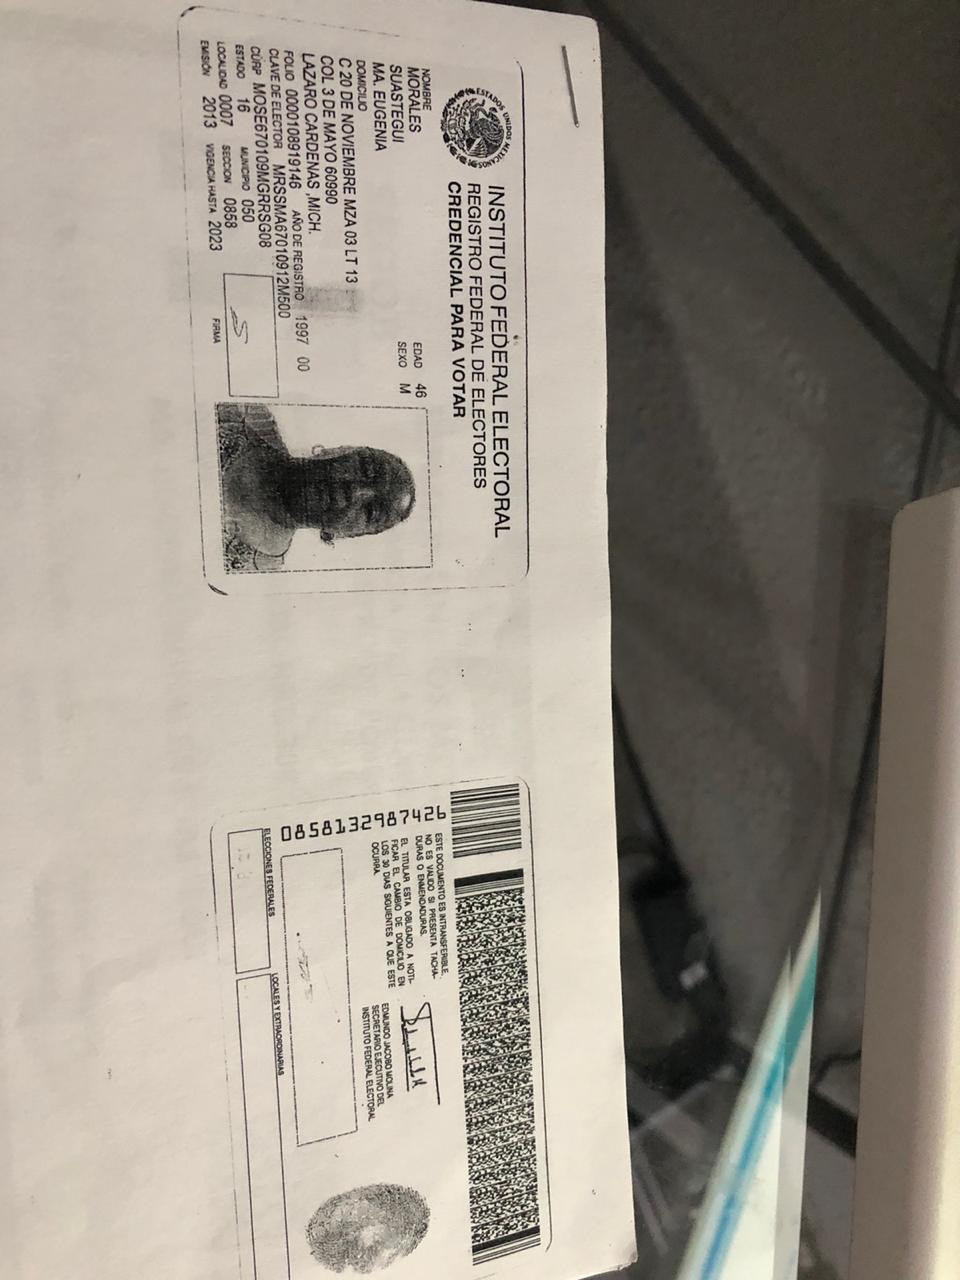 ESTADOS UNIDOS MEXICANOS
INSTITUTO FEDERAL ELECTORAL
REGISTRO FEDERAL DE ELECTORES
CREDENCIAL PARA VOTAR
NOMBRE
MORALES
SUASTEGUI
MA. EUGENIA
EDAD 46
SEXO M
DOMICILIO
C 20 DE NOVIEMBRE MZA 03 LT 13
COL 3 DE MAYO 60990
LAZARO CARDENAS ,MICH.
FOLIO 0000108919146 AÑO DE REGISTRO 1997 00
CLAVE DE ELECTOR MRSSMA67010912M500
CURP MOSE670109MGRRSG08
ESTADO 16 MUNICIPIO 050
LOCALIDAD 0007 SECCION 0858
EMISIÓN 2013 VIGENCIA HASTA 2023
FIRMA
0858132987426
ESTE DOCUMENTO ES INTRANSFERIBLE.
NO ES VALIDO SI PRESENTA TACHA-
DURAS O ENMENDADURAS.
EL TITULAR ESTA OBLIGADO A NOTI-
FICAR EL CAMBIO DE DOMICILIO EN
LOS 30 DIAS SIGUIENTES A QUE ESTE
OCURRA.
EDMUNDO JACOBO MOLINA
SECRETARIO EJECUTIVO DEL
INSTITUTO FEDERAL ELECTORAL
ELECCIONES FEDERALES
LOCALES Y EXTRAORDINARIAS